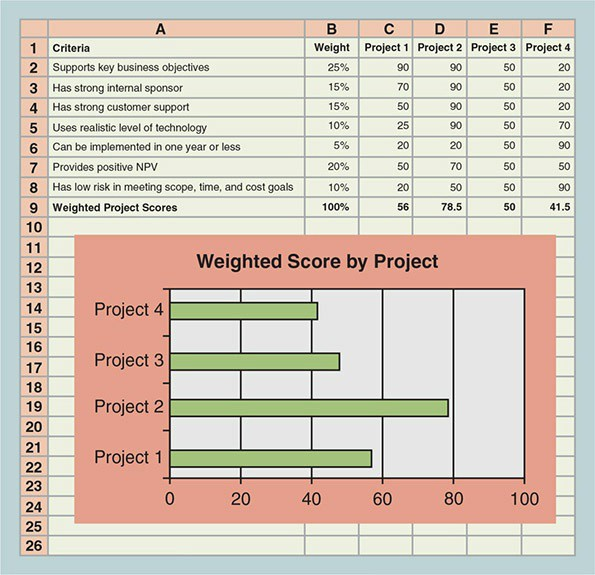 A B C D E F
1 Criteria Weight Project 1 Project 2 Project 3 Project 4
2 Supports key business objectives 25% 90 90 50 20
3 Has strong internal sponsor 15% 70 90 50 20
4 Has strong customer support 15% 50 90 50 20
5 Uses realistic level of technology 10% 25 90 50 70
6 Can be implemented in one year or less 5% 20 20 50 90
7 Provides positive NPV 20% 50 70 50 50
8 Has low risk in meeting scope, time, and cost goals 10% 20 50 50 90
9 Weighted Project Scores 100% 56 78.5 50 41.5
10
11
12
13
14
15
16
17
18
19
20
21
22
23
24
25
26
Weighted Score by Project
Project 4
Project 3
Project 2
Project 1
0 20 40 60 80 100